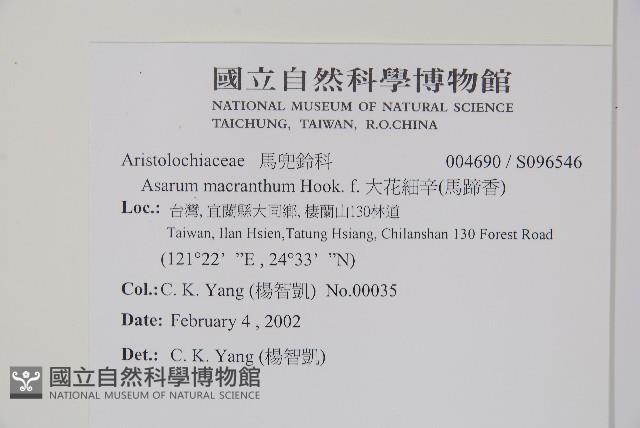 國立自然科學博物館
NATIONAL MUSEUM OF NATURAL SCIENCE
TAICHUNG, TAIWAN, R.O.CHINA
Aristolochiaceae 馬兜鈴科 004690 / S096546
Asarum macranthum Hook. f. 大花細辛(馬蹄香)
Loc.: 台灣, 宜蘭縣大同鄉, 棲蘭山130林道
Taiwan, Ilan Hsien,Tatung Hsiang, Chilanshan 130 Forest Road
(121°22’ ”E , 24°33’ ”N)
Col.:C. K. Yang (楊智凱) No.00035
Date: February 4 , 2002
Det.: C. K. Yang (楊智凱)
國立自然科學博物館
NATIONAL MUSEUM OF NATURAL SCIENCE